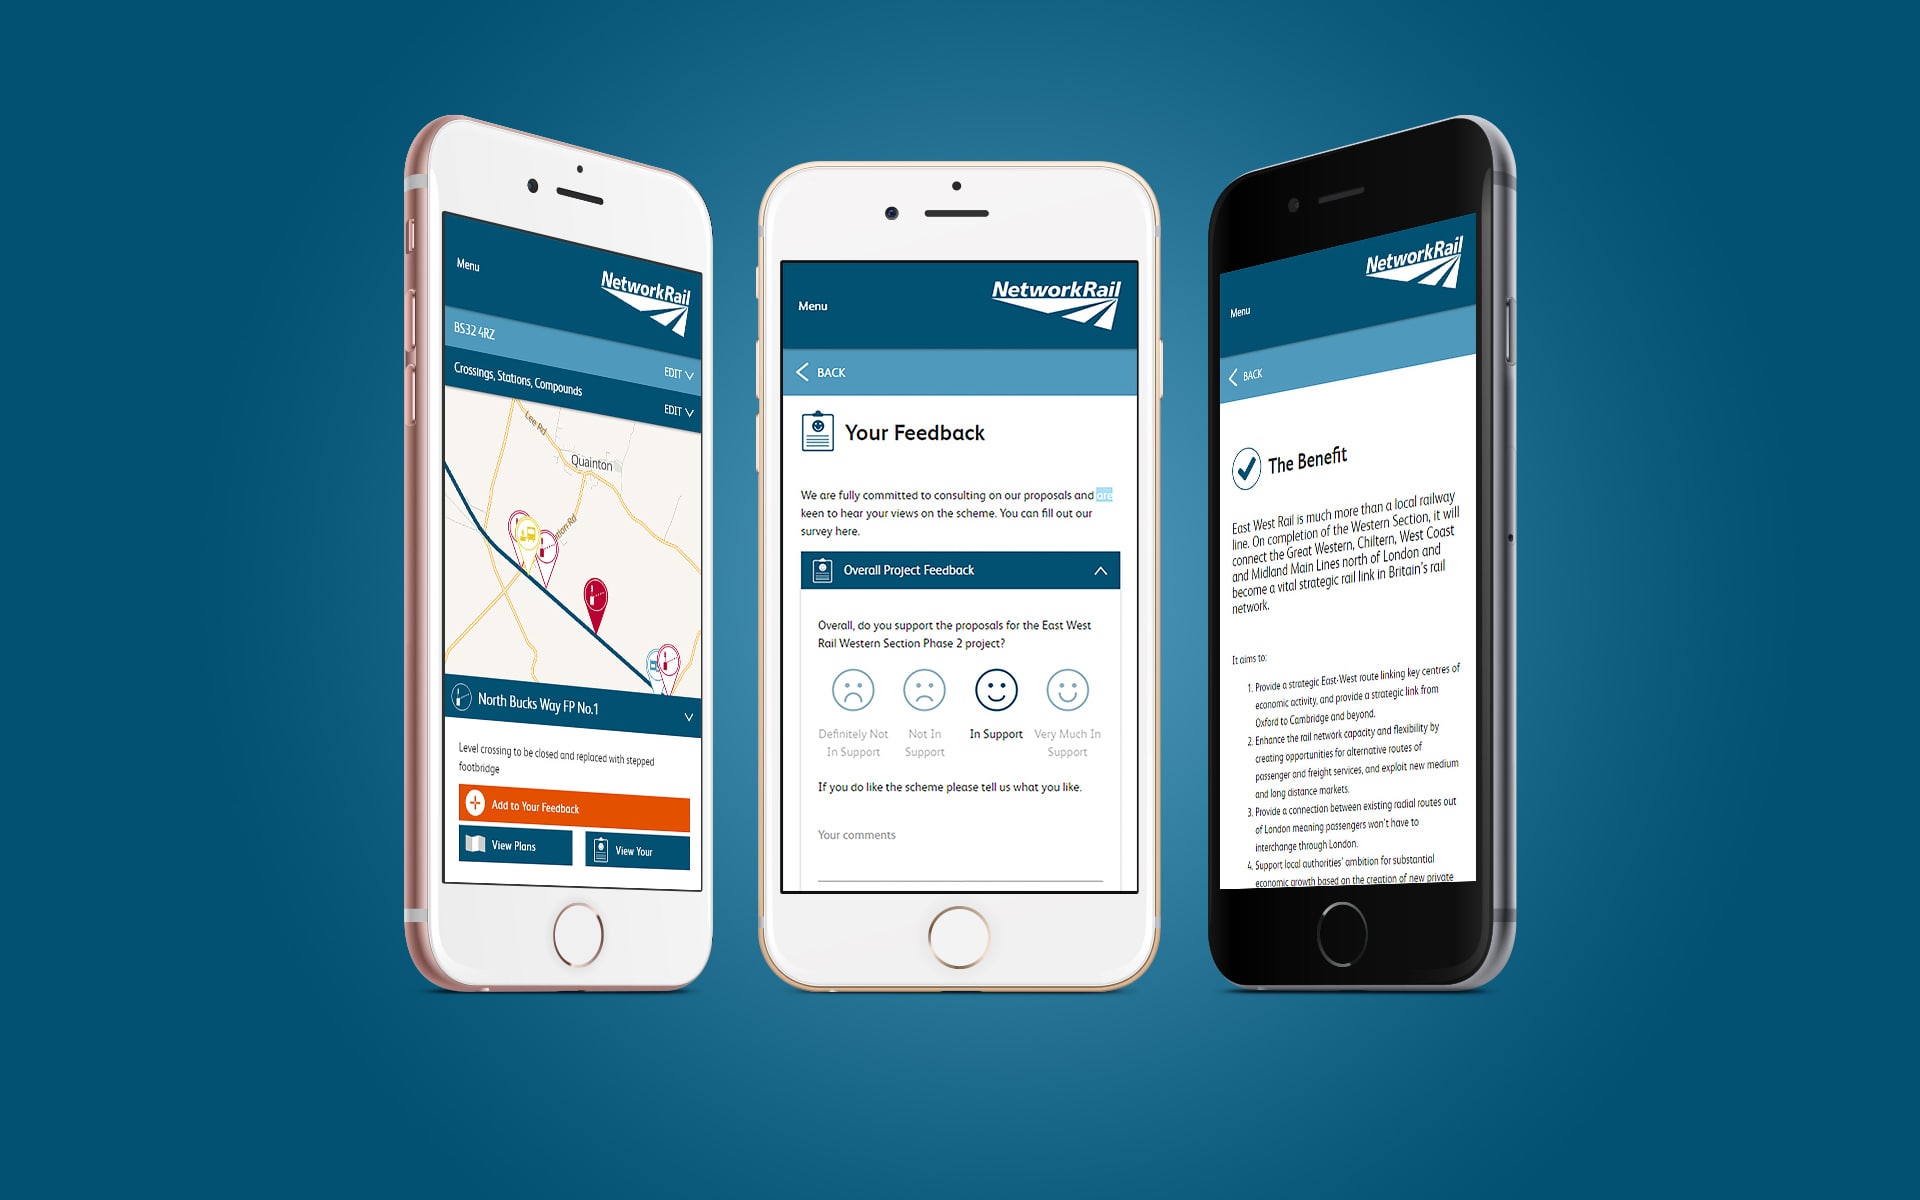 Menu
NetworkRail
BS32 4RZ
EDIT
Crossings, Stations, Compounds
EDIT
Lee Rd
Quainton
don Rd
North Bucks Way FP No.1
Level crossing to be closed and replaced with stepped
footbridge
Add to Your Feedback
View Plans
View Your
Menu
NetworkRail
BACK
Your Feedback
We are fully committed to consulting on our proposals and are
keen to hear your views on the scheme. You can fill out our
survey here.
Overall Project Feedback
Overall, do you support the proposals for the East West
Rail Western Section Phase 2 project?
Definitely Not
In Support
Not In
Support
In Support
Very Much In
Support
If you do like the scheme please tell us what you like.
Your comments
Menu
NetworkRail
BACK
The Benefit
East West Rail is much more than a local railway
line. On completion of the Western Section, it will
connect the Great Western, Chiltern, West Coast
and Midland Main Lines north of London and
become a vital strategic rail link in Britain's rail
network.
It aims to:
1. Provide a strategic East-West route linking key centres of
economic activity, and provide a strategic link from
Oxford to Cambridge and beyond.
2. Enhance the rail network capacity and flexibility by
creating opportunities for alternative routes of
passenger and freight services, and exploit new medium
and long distance markets.
3. Provide a connection between existing radial routes out
of London meaning passengers won't have to
interchange through London.
4. Support local authorities' ambition for substantial
economic growth based on the creation of new private